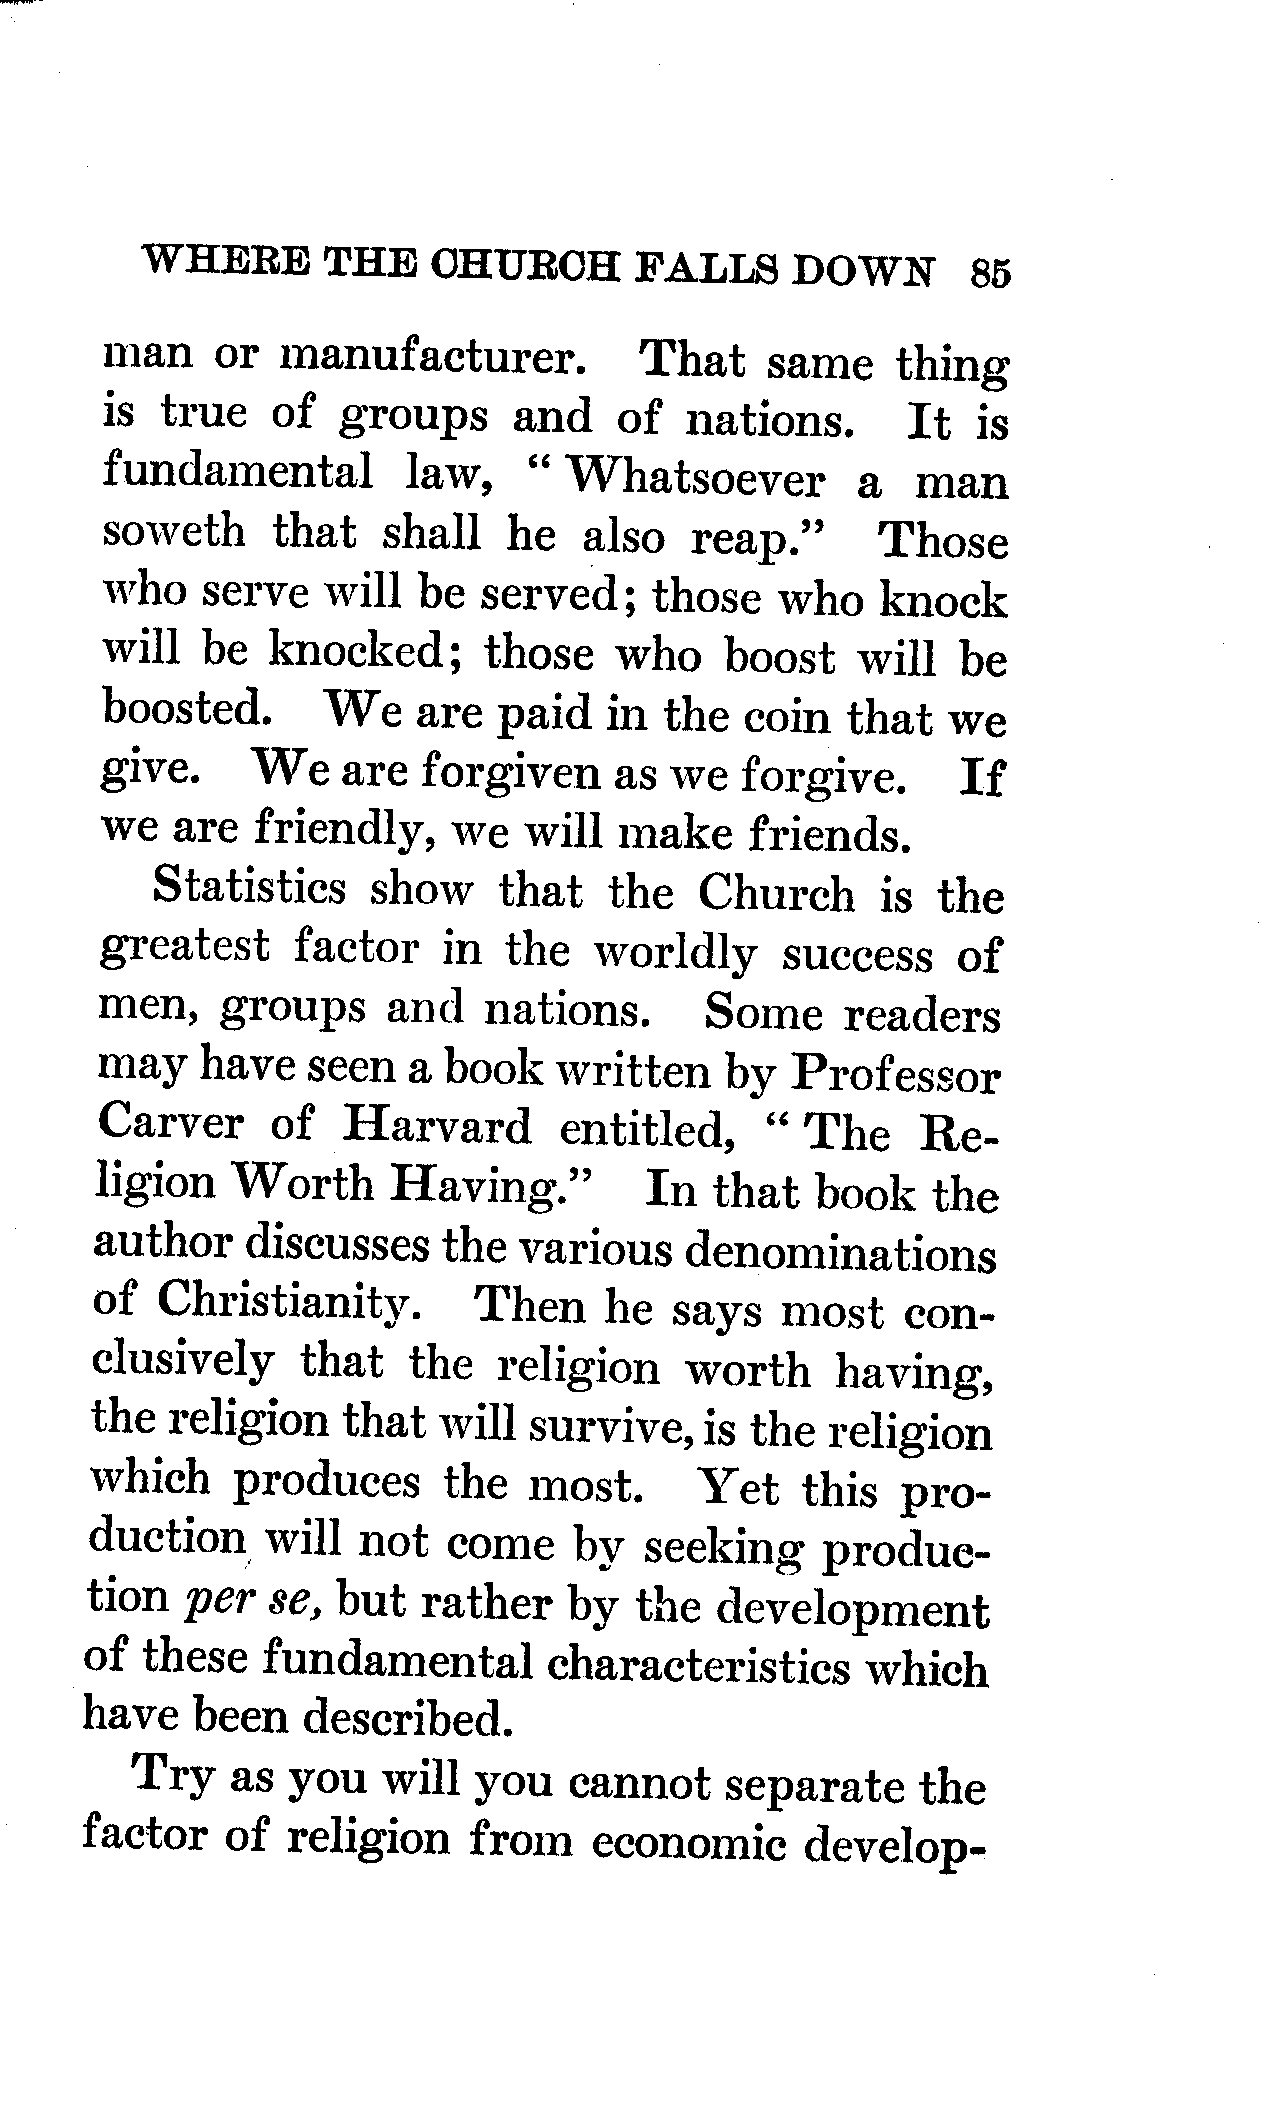 WHERE THE CHURCH FALLS DOWN 85
man or manufacturer. That same thing
is true of groups and of nations. It is
fundamental law, " Whatsoever a man
soweth that shall he also reap." Those
who serve will be served; those who knock
will be knocked; those who boost will be
boosted. We are paid in the coin that we
give. We are forgiven as we forgive. If
we are friendly, we will make friends.
Statistics show that the Church is the
greatest factor in the worldly success of
men, groups and nations. Some readers
may have seen a book written by Professor
Carver of Harvard entitled, " The Re-
ligion Worth Having." In that book the
author discusses the various denominations
of Christianity. Then he says most con-
clusively that the religion worth having,
the religion that will survive, is the religion
which produces the most. Yet this pro-
duction will not come by seeking produc-
tion per se, but rather by the development
of these fundamental characteristics which
have been described.
Try as you will you cannot separate the
factor of religion from economic develop-